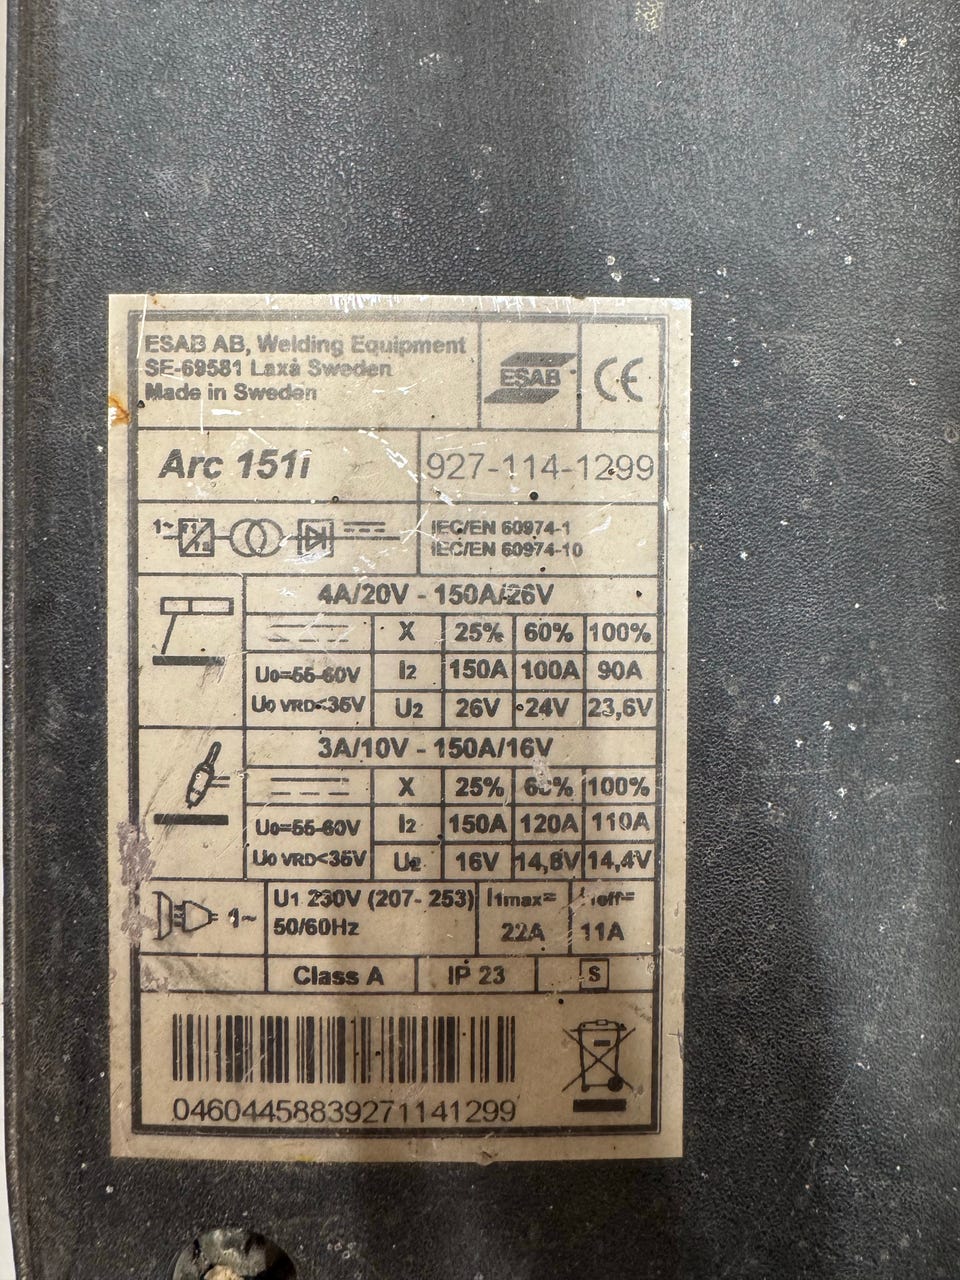 ESAB AB, Welding Equipment
SE-69581 Laxå Sweden
Made in Sweden
ESAB
CE
Arc 151i
927-114-1299
1~
IEC/EN 60974-1
IEC/EN 60974-10
4A/20V - 150A/26V
X 25% 60% 100%
U0=55-60V I2 150A 100A 90A
U0 VRD<35V U2 26V 24V 23,6V
3A/10V - 150A/16V
X 25% 60% 100%
U0=55-60V I2 150A 120A 110A
U0 VRD<35V U2 16V 14,8V 14,4V
1~ U1 230V (207- 253) I1max= I1eff=
50/60Hz 22A 11A
Class A IP 23 S
04604458839271141299